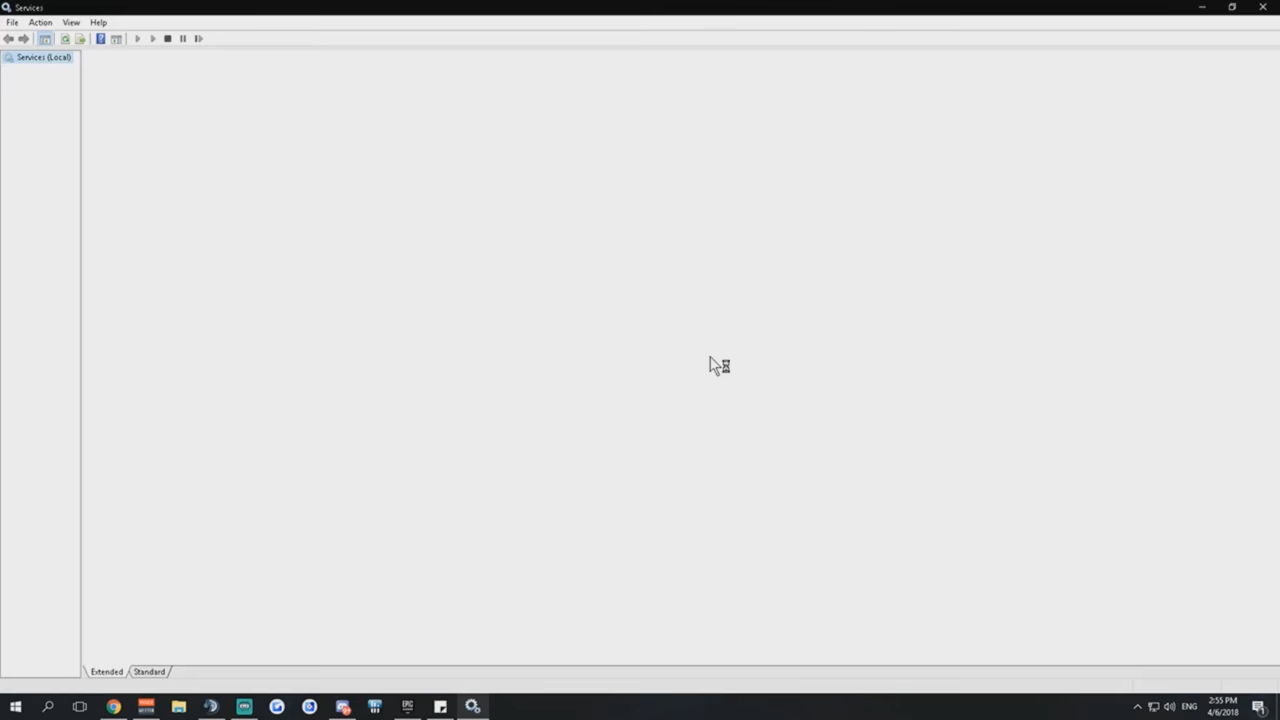 Services
File Action View Help
Services (Local)
Extended Standard
ENG
2:55 PM
4/6/2018